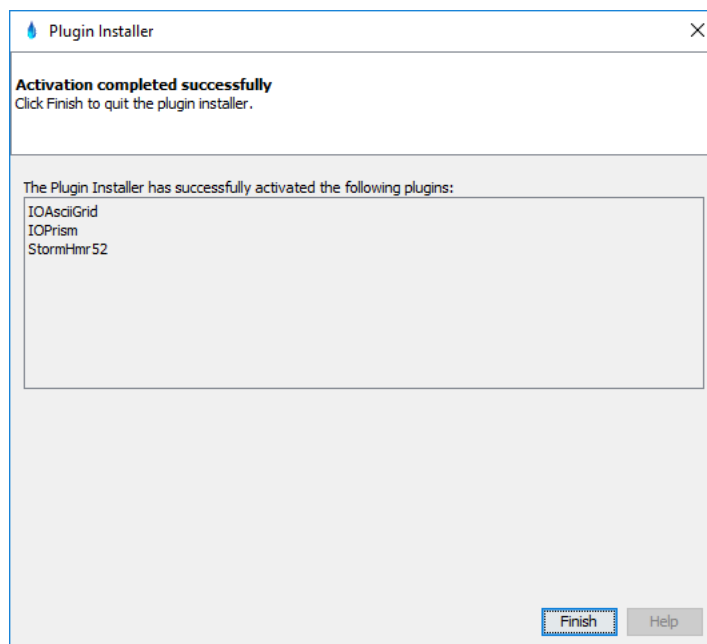 Plugin Installer
Activation completed successfully
Click Finish to quit the plugin installer.
The Plugin Installer has successfully activated the following plugins:
IOAsciiGrid
IOPrism
StormHmr52
Finish Help